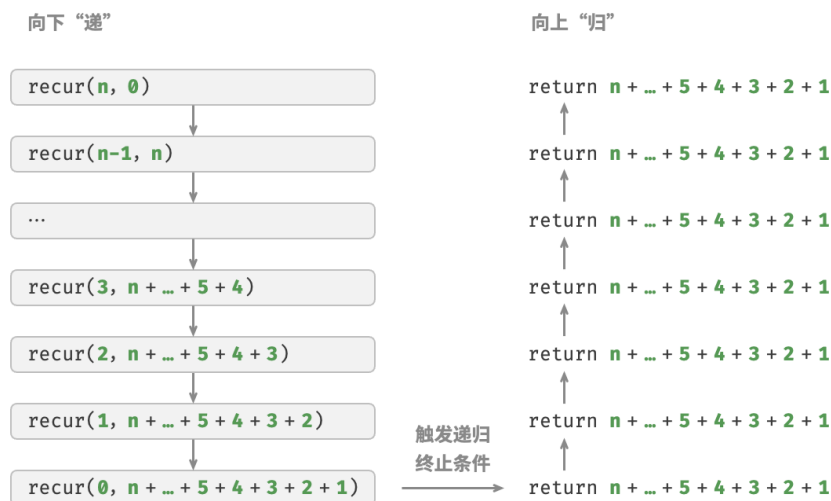 向下“递”
recur(n, 0)
recur(n-1, n)
…
recur(3, n + … + 5 + 4)
recur(2, n + … + 5 + 4 + 3)
recur(1, n + … + 5 + 4 + 3 + 2)
recur(0, n + … + 5 + 4 + 3 + 2 + 1)
触发递归
终止条件
向上“归”
return n + … + 5 + 4 + 3 + 2 + 1
return n + … + 5 + 4 + 3 + 2 + 1
return n + … + 5 + 4 + 3 + 2 + 1
return n + … + 5 + 4 + 3 + 2 + 1
return n + … + 5 + 4 + 3 + 2 + 1
return n + … + 5 + 4 + 3 + 2 + 1
return n + … + 5 + 4 + 3 + 2 + 1